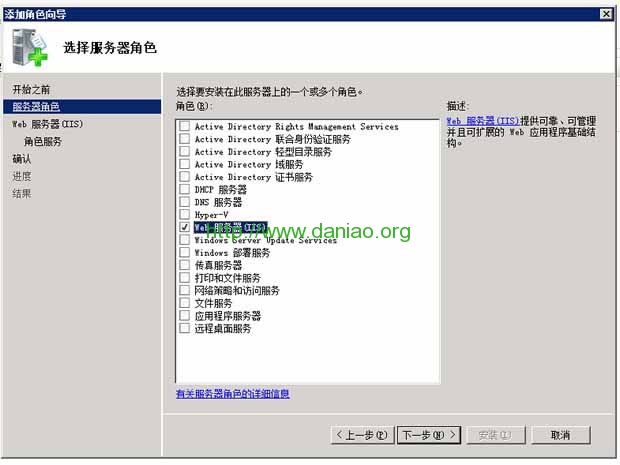 添加角色向导
选择服务器角色
开始之前
服务器角色
Web 服务器(IIS)
角色服务
确认
进度
结果
选择要安装在此服务器上的一个或多个角色。
角色(R):
Active Directory Rights Management Services
Active Directory 联合身份验证服务
Active Directory 轻型目录服务
Active Directory 域服务
Active Directory 证书服务
DHCP 服务器
DNS 服务器
Hyper-V
Web 服务器(IIS)
http://www.daniao.org
Windows Server Update Services
Windows 部署服务
传真服务器
打印和文件服务
网络策略和访问服务
文件服务
应用程序服务器
远程桌面服务
有关服务器角色的详细信息
描述:
Web 服务器(IIS)提供可靠、可管理
并且可扩展的 Web 应用程序基础结
构。
< 上一步(P)
下一步(N) >
安装(I)
取消